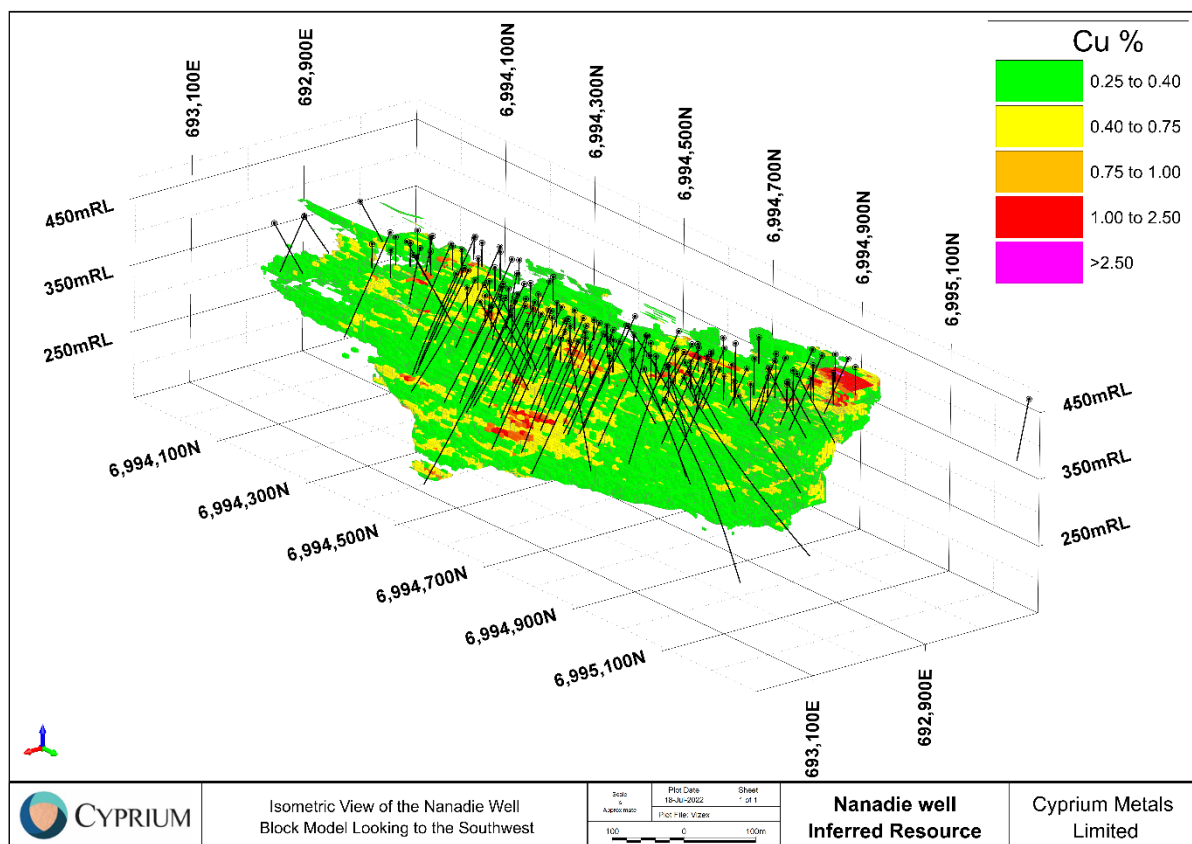 693,100E
692,900E
6,994,100N
6,994,300N
6,994,500N
6,994,700N
6,994,900N
6,995,100N
Cu %
0.25 to 0.40
0.40 to 0.75
0.75 to 1.00
1.00 to 2.50
>2.50
450mRL
350mRL
250mRL
450mRL
350mRL
250mRL
6,994,100N
6,994,300N
6,994,500N
6,994,700N
6,994,900N
6,995,100N
693,100E
692,900E
CYPRIUM
Isometric View of the Nanadie Well
Block Model Looking to the Southwest
Scale
Approximate
Plot Date
18-Jul-2022
Sheet
1 of 1
Plot File: Vizex
100 0 100m
Nanadie well
Inferred Resource
Cyprium Metals
Limited